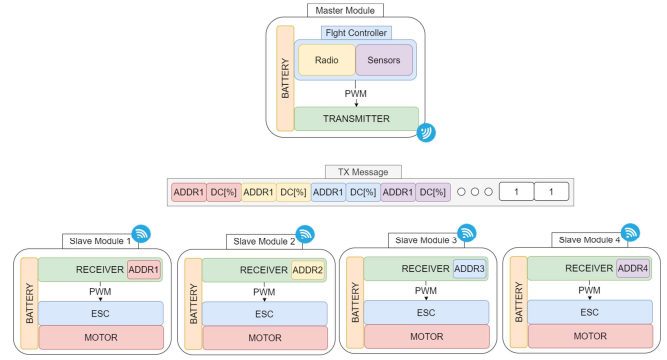 Master Module
Flght Controller
BATTERY
Radio
Sensors
PWM
TRANSMITTER
TX Message
ADDR1 DC[%] ADDR1 DC[%] ADDR1 DC[%] ADDR1 DC[%] 1 1
Slave Module 1
BATTERY
RECEIVER ADDR1
PWM
ESC
MOTOR
Slave Module 2
BATTERY
RECEIVER ADDR2
PWM
ESC
MOTOR
Slave Module 3
BATTERY
RECEIVER ADDR3
PWM
ESC
MOTOR
Slave Module 4
BATTERY
RECEIVER ADDR4
PWM
ESC
MOTOR